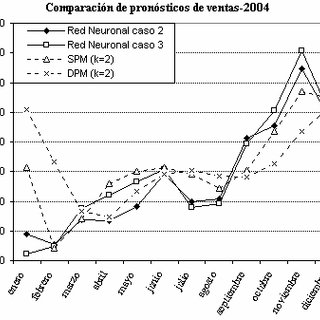 Comparación de pronósticos de ventas-2004
Red Neuronal caso 2
Red Neuronal caso 3
SPM (k=2)
DPM (k=2)
enero
febrero
marzo
abril
mayo
junio
julio
agosto
septiembre
octubre
noviembre